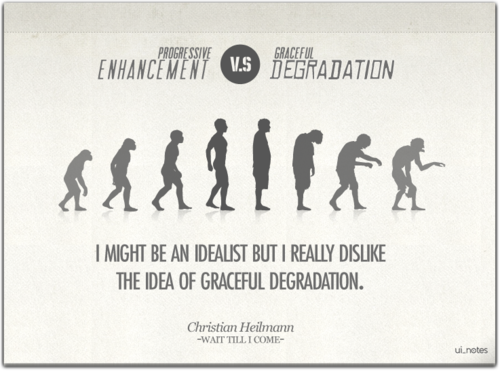 PROGRESSIVE
ENHANCEMENT
V.S
GRACEFUL
DEGRADATION
I MIGHT BE AN IDEALIST BUT I REALLY DISLIKE
THE IDEA OF GRACEFUL DEGRADATION.
Christian Heilmann
-WAIT TILL I COME-
ui_notes